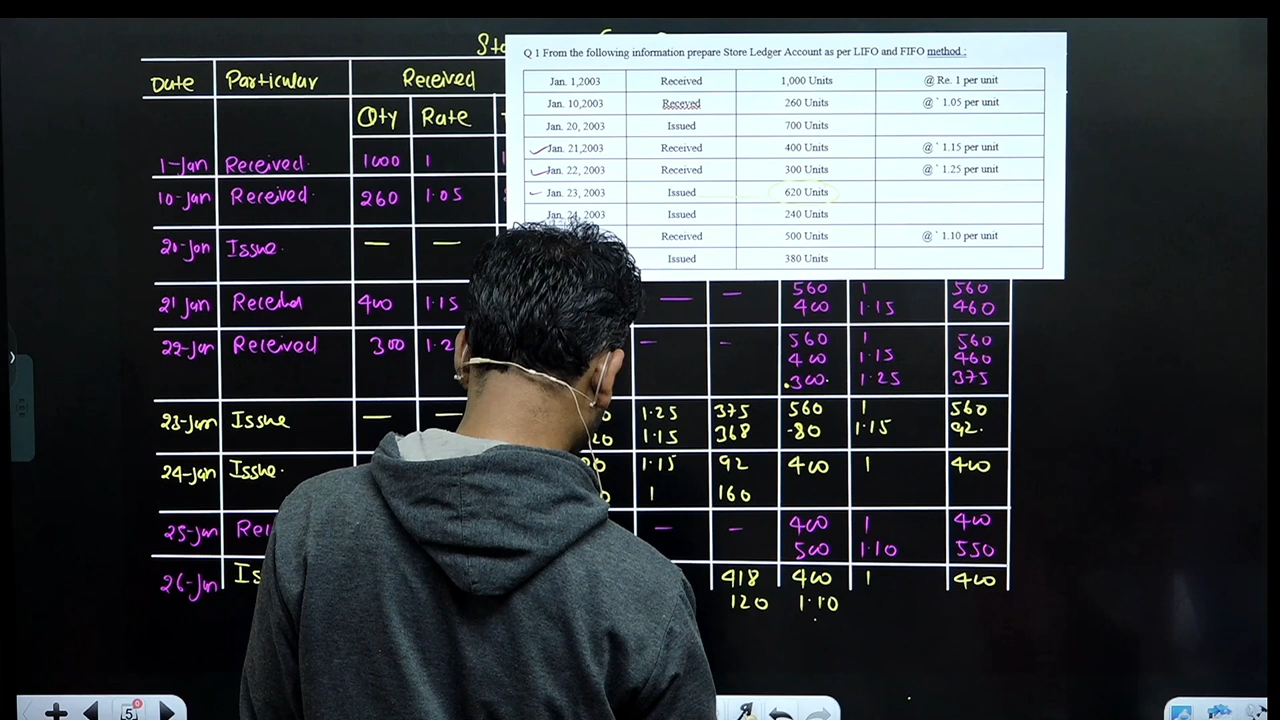 Q 1 From the following information prepare Store Ledger Account as per LIFO and FIFO method :
Jan. 1,2003 Received 1,000 Units @ Re. 1 per unit
Jan. 10,2003 Receved 260 Units @ ` 1.05 per unit
Jan. 20, 2003 Issued 700 Units
Jan. 21,2003 Received 400 Units @ ` 1.15 per unit
Jan. 22, 2003 Received 300 Units @ ` 1.25 per unit
Jan. 23, 2003 Issued 620 Units
Jan. 24, 2003 Issued 240 Units
Received 500 Units @ ` 1.10 per unit
Issued 380 Units
Date Particular Received
Qty Rate
1-Jan Received. 1000 1
10-Jan Received. 260 1.05
20-Jan Issue. — —
560 1 560
21 Jan 400 1.15 — — 400 1.15 460
560 1 560
22-Jan Received 300 — — 400 1.15 460
300. 1.25 375
23-Jan Issue — — 1.25 375 560 1 560
1.15 368 80 1.15 92.
24-Jan Issue. 1.15 92 400 1 400
1 160
25-Jan — — 400 1 400
500 1.10 550
26-Jan 418 400 1 400
120 1.10
5